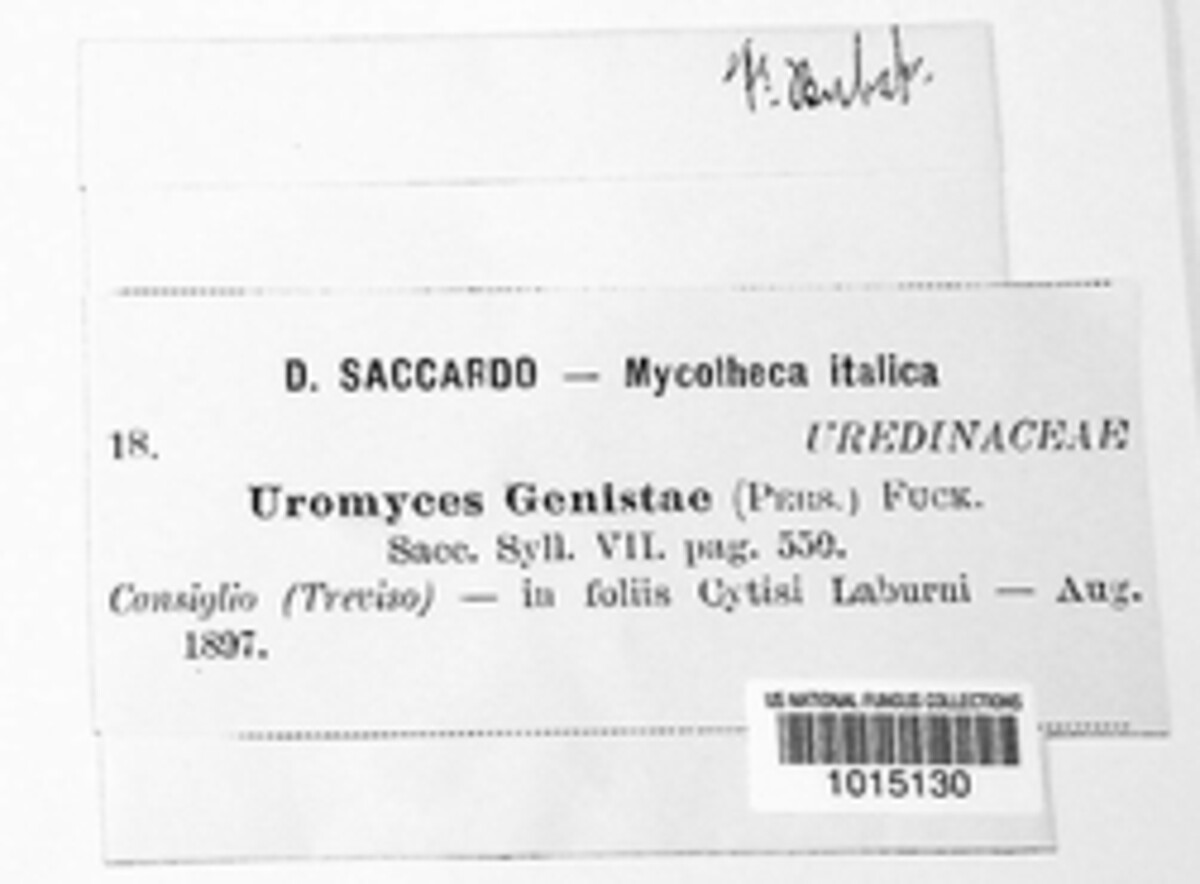 D. SACCARDO — Mycotheca italica
18. UREDINACEAE
Uromyces Genistae (PERS.) FUCK.
Sacc. Syll. VII. pag. 550.
Consiglio (Treviso) — in foliis Cytisi Laburni — Aug.
1897.
US NATIONAL FUNGUS COLLECTIONS
1015130